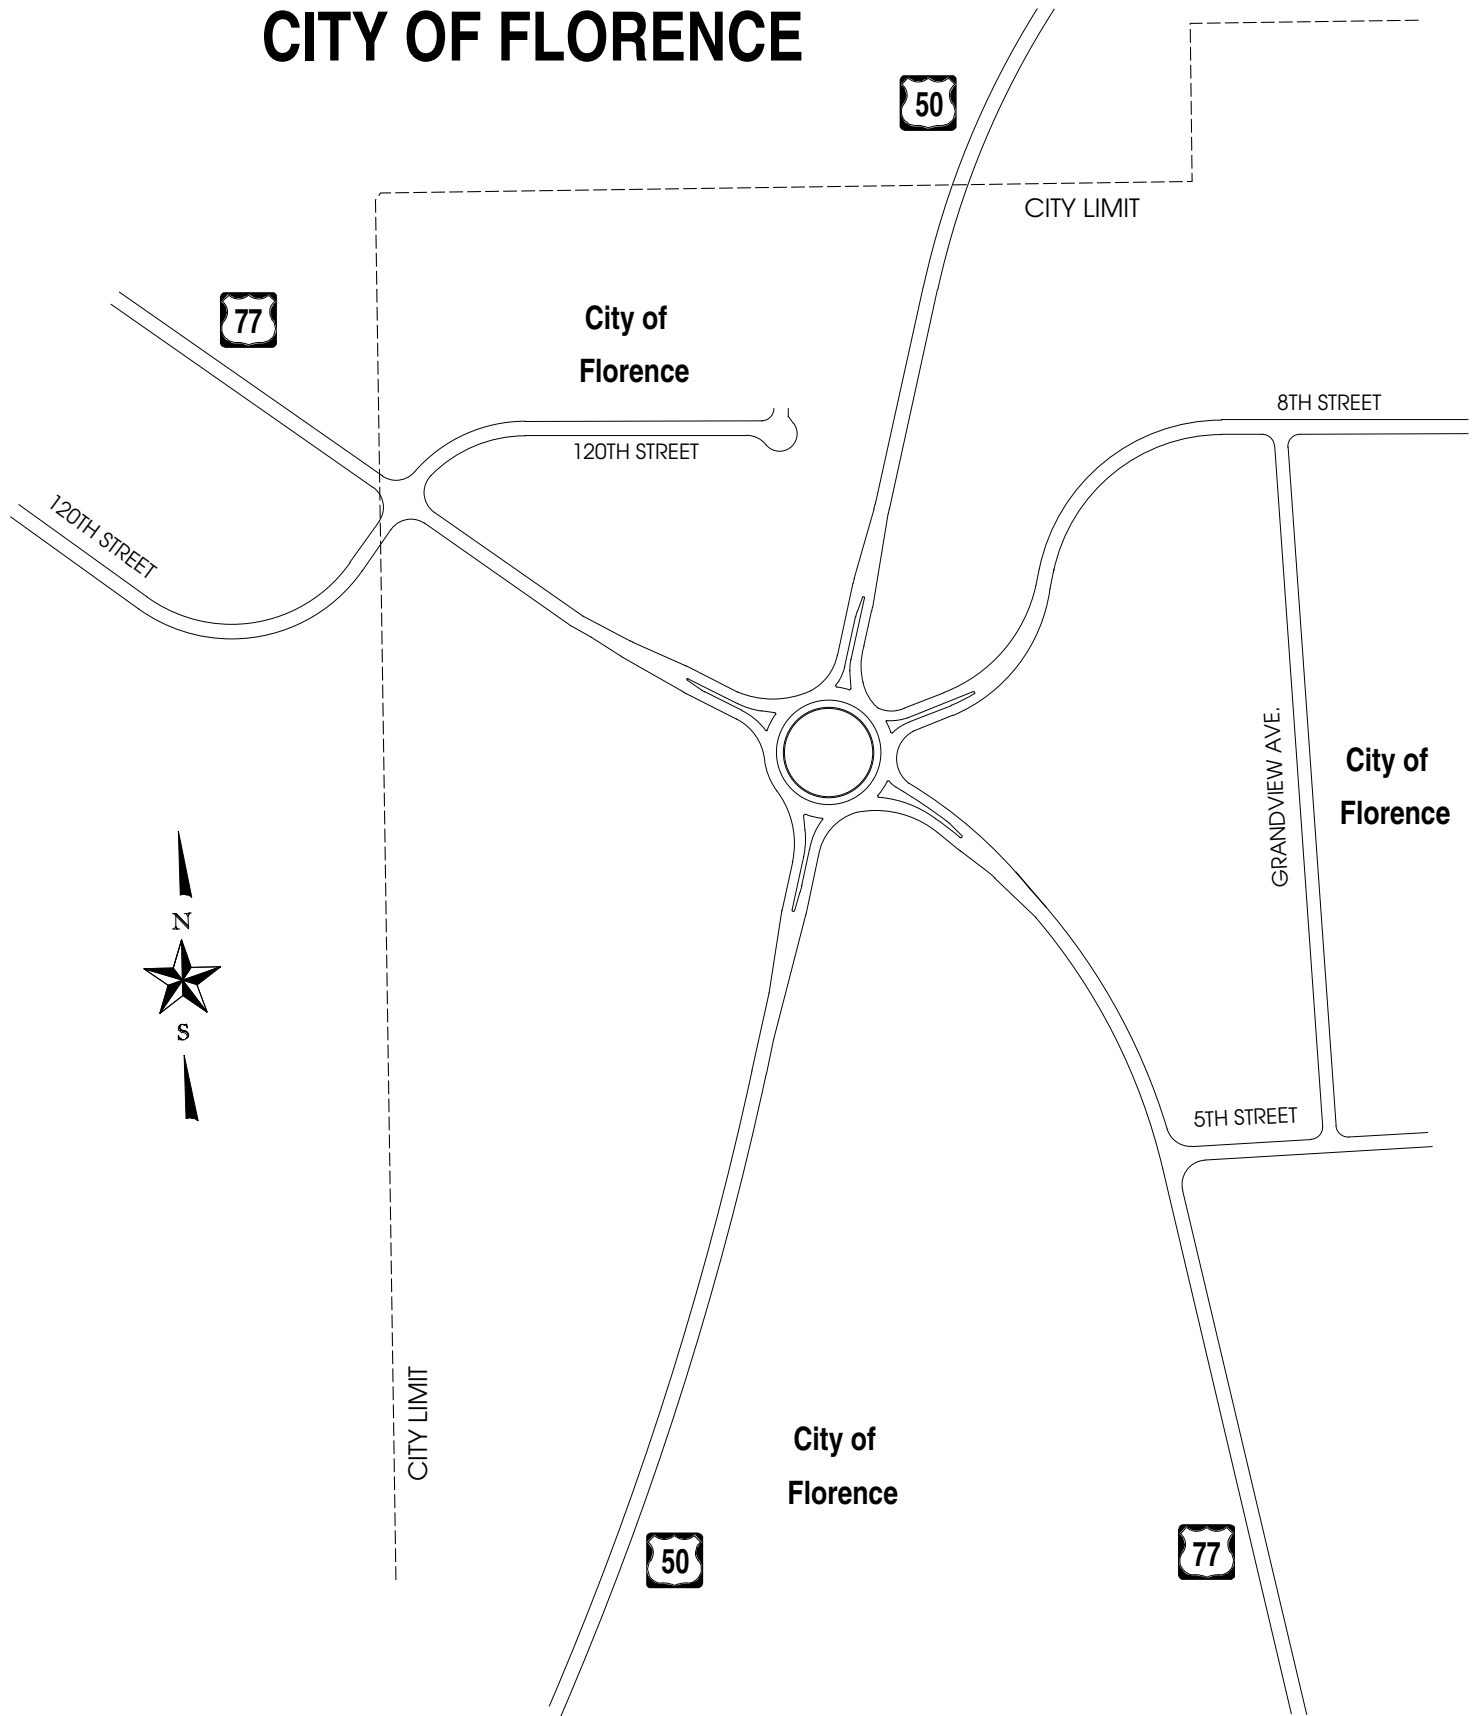 CITY OF FLORENCE
50
CITY LIMIT
77
City of
Florence
8TH STREET
120TH STREET
120TH STREET
GRANDVIEW AVE.
City of
Florence
N
S
5TH STREET
CITY LIMIT
City of
Florence
50
77